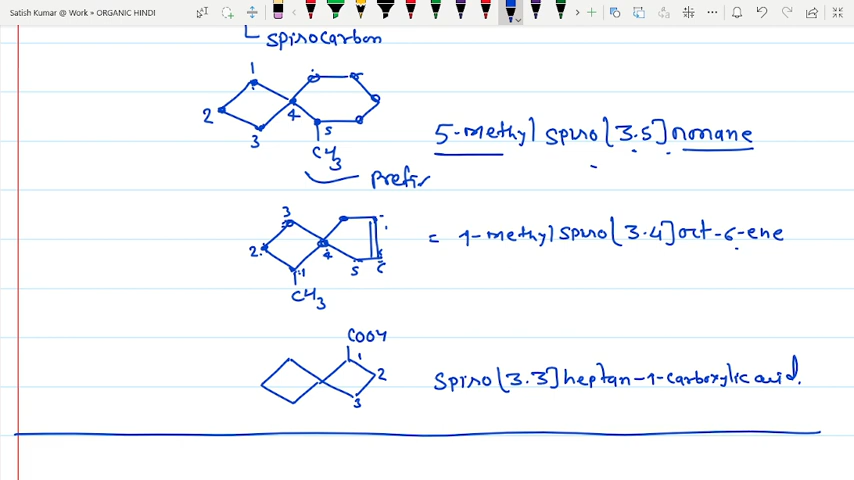 Satish Kumar @ Work » ORGANIC HINDI
spirocarbon
1
2
3
4
5
CH3
prefix
5-methyl spiro[3.5]nonane
3
2
1
4
5
6
7
CH3
= 1-methylspiro[3.4]oct-6-ene
COOH
1
2
3
spiro[3.3]heptan-1-carboxylic acid.